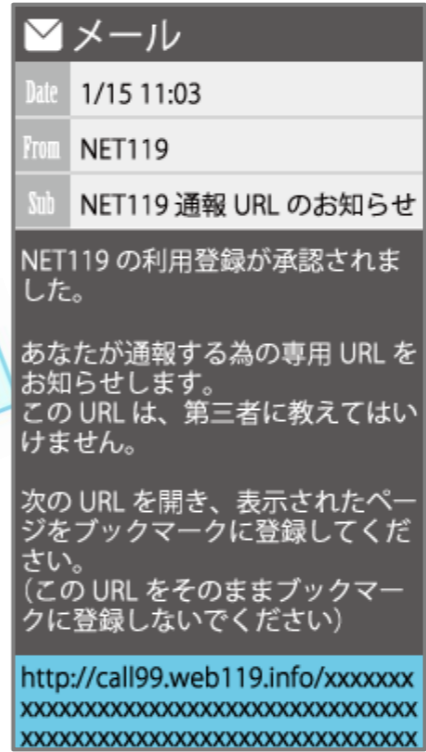 メール
Date 1/15 11:03
From NET119
Sub NET119 通報 URL のお知らせ
NET119 の利用登録が承認されま
した。
あなたが通報する為の専用 URL を
お知らせします。
この URL は、第三者に教えてはい
けません。
次の URL を開き、表示されたペー
ジをブックマークに登録してくだ
さい。
（この URL をそのままブックマー
クに登録しないでください）
http://call99.web119.info/xxxxxxx
xxxxxxxxxxxxxxxxxxxxxxxxxxxxxxx
xxxxxxxxxxxxxxxxxxxxxxxxxxxxxxx